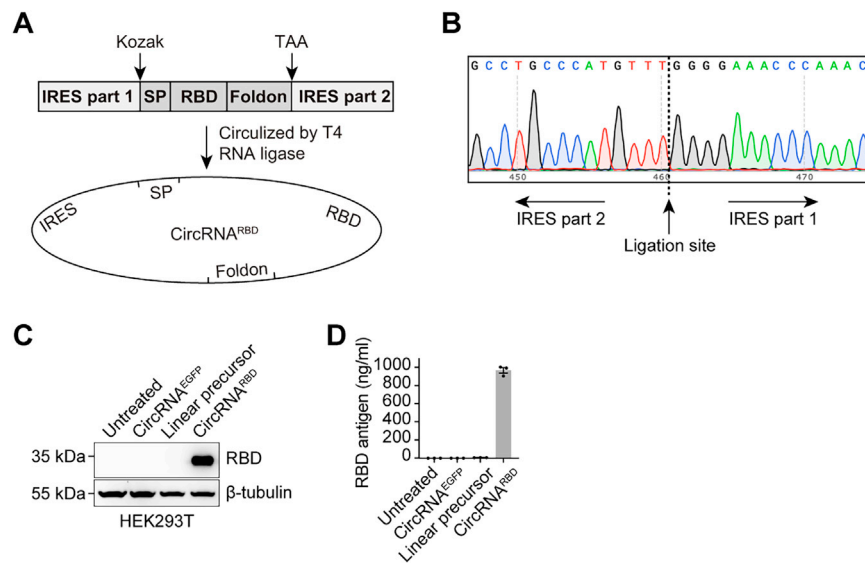 A
Kozak
TAA
IRES part 1
SP
RBD
Foldon
IRES part 2
Circulized by T4
RNA ligase
SP
IRES
RBD
CircRNA^RBD
Foldon
B
G C C T G C C C A T G T T T G G G G A A A C C C A A A C
450
460
470
IRES part 2
IRES part 1
Ligation site
C
Untreated
CircRNA^EGFP
Linear precursor
CircRNA^RBD
35 kDa
RBD
55 kDa
β-tubulin
HEK293T
D
RBD antigen (ng/ml)
1000
800
600
400
200
0
Untreated
CircRNA^EGFP
Linear precursor
CircRNA^RBD